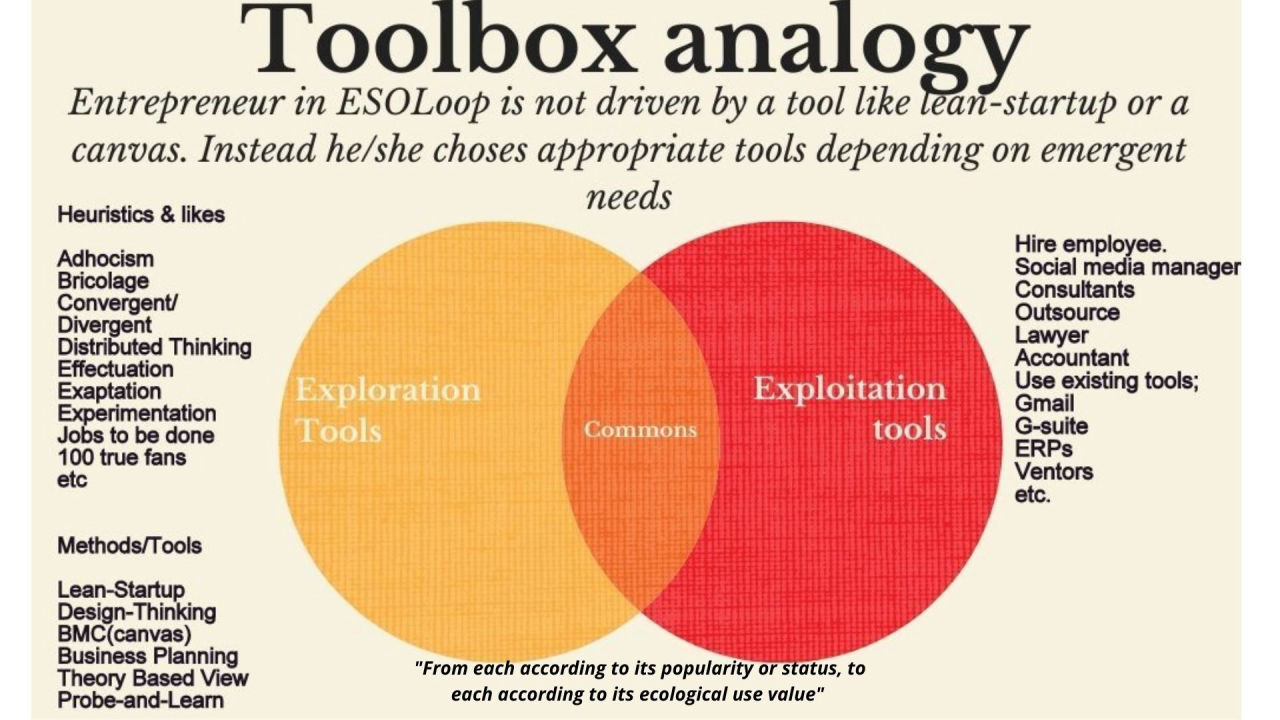 Toolbox analogy
Entrepreneur in ESOLoop is not driven by a tool like lean-startup or a
canvas. Instead he/she choses appropriate tools depending on emergent
needs
Heuristics & likes
Adhocism
Bricolage
Convergent/
Divergent
Distributed Thinking
Effectuation
Exaptation
Experimentation
Jobs to be done
100 true fans
etc
Methods/Tools
Lean-Startup
Design-Thinking
BMC(canvas)
Business Planning
Theory Based View
Probe-and-Learn
Exploration
Tools
Commons
Exploitation
tools
Hire employee.
Social media manager
Consultants
Outsource
Lawyer
Accountant
Use existing tools;
Gmail
G-suite
ERPs
Ventors
etc.
"From each according to its popularity or status, to
each according to its ecological use value"